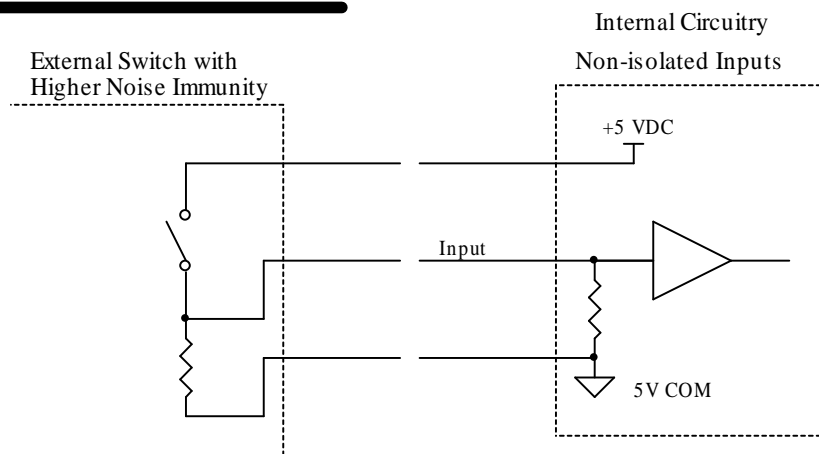 Internal Circuitry
Non-isolated Inputs
External Switch with
Higher Noise Immunity
+5 VDC
Input
5V COM